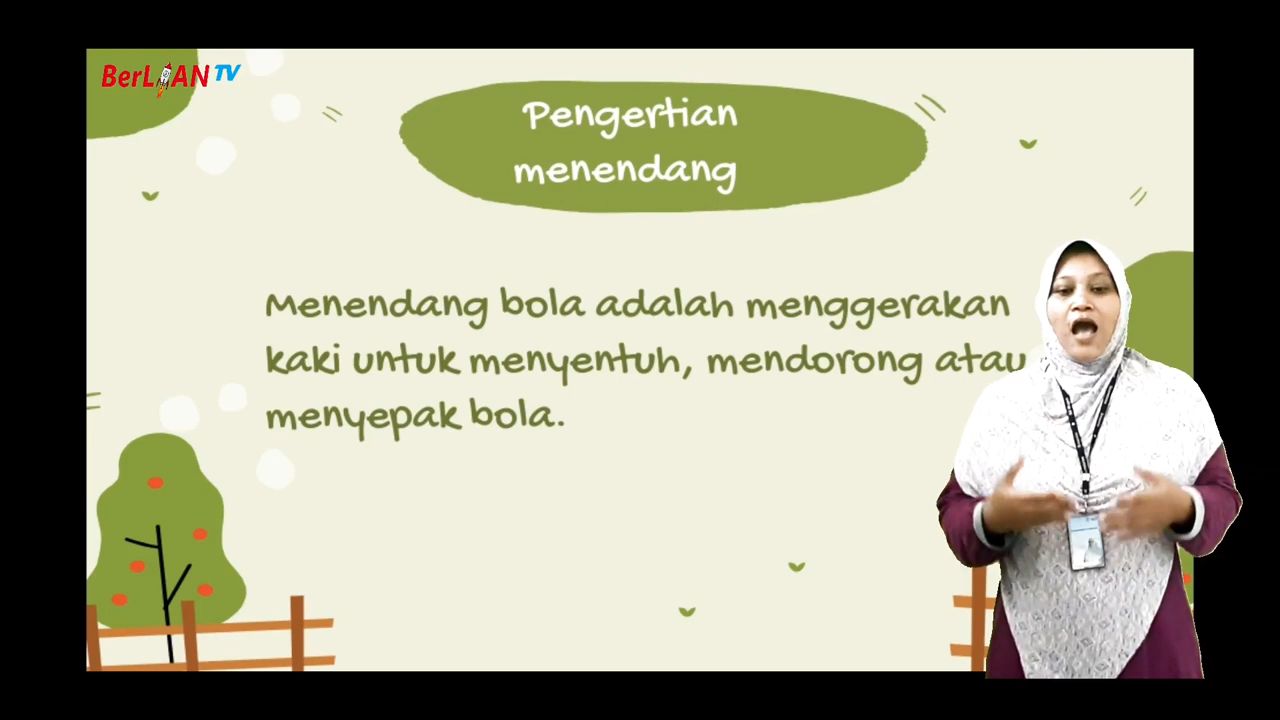 BerLIAN TV
Pengertian
menendang
Menendang bola adalah menggerakan
kaki untuk menyentuh, mendorong atau
menyepak bola.